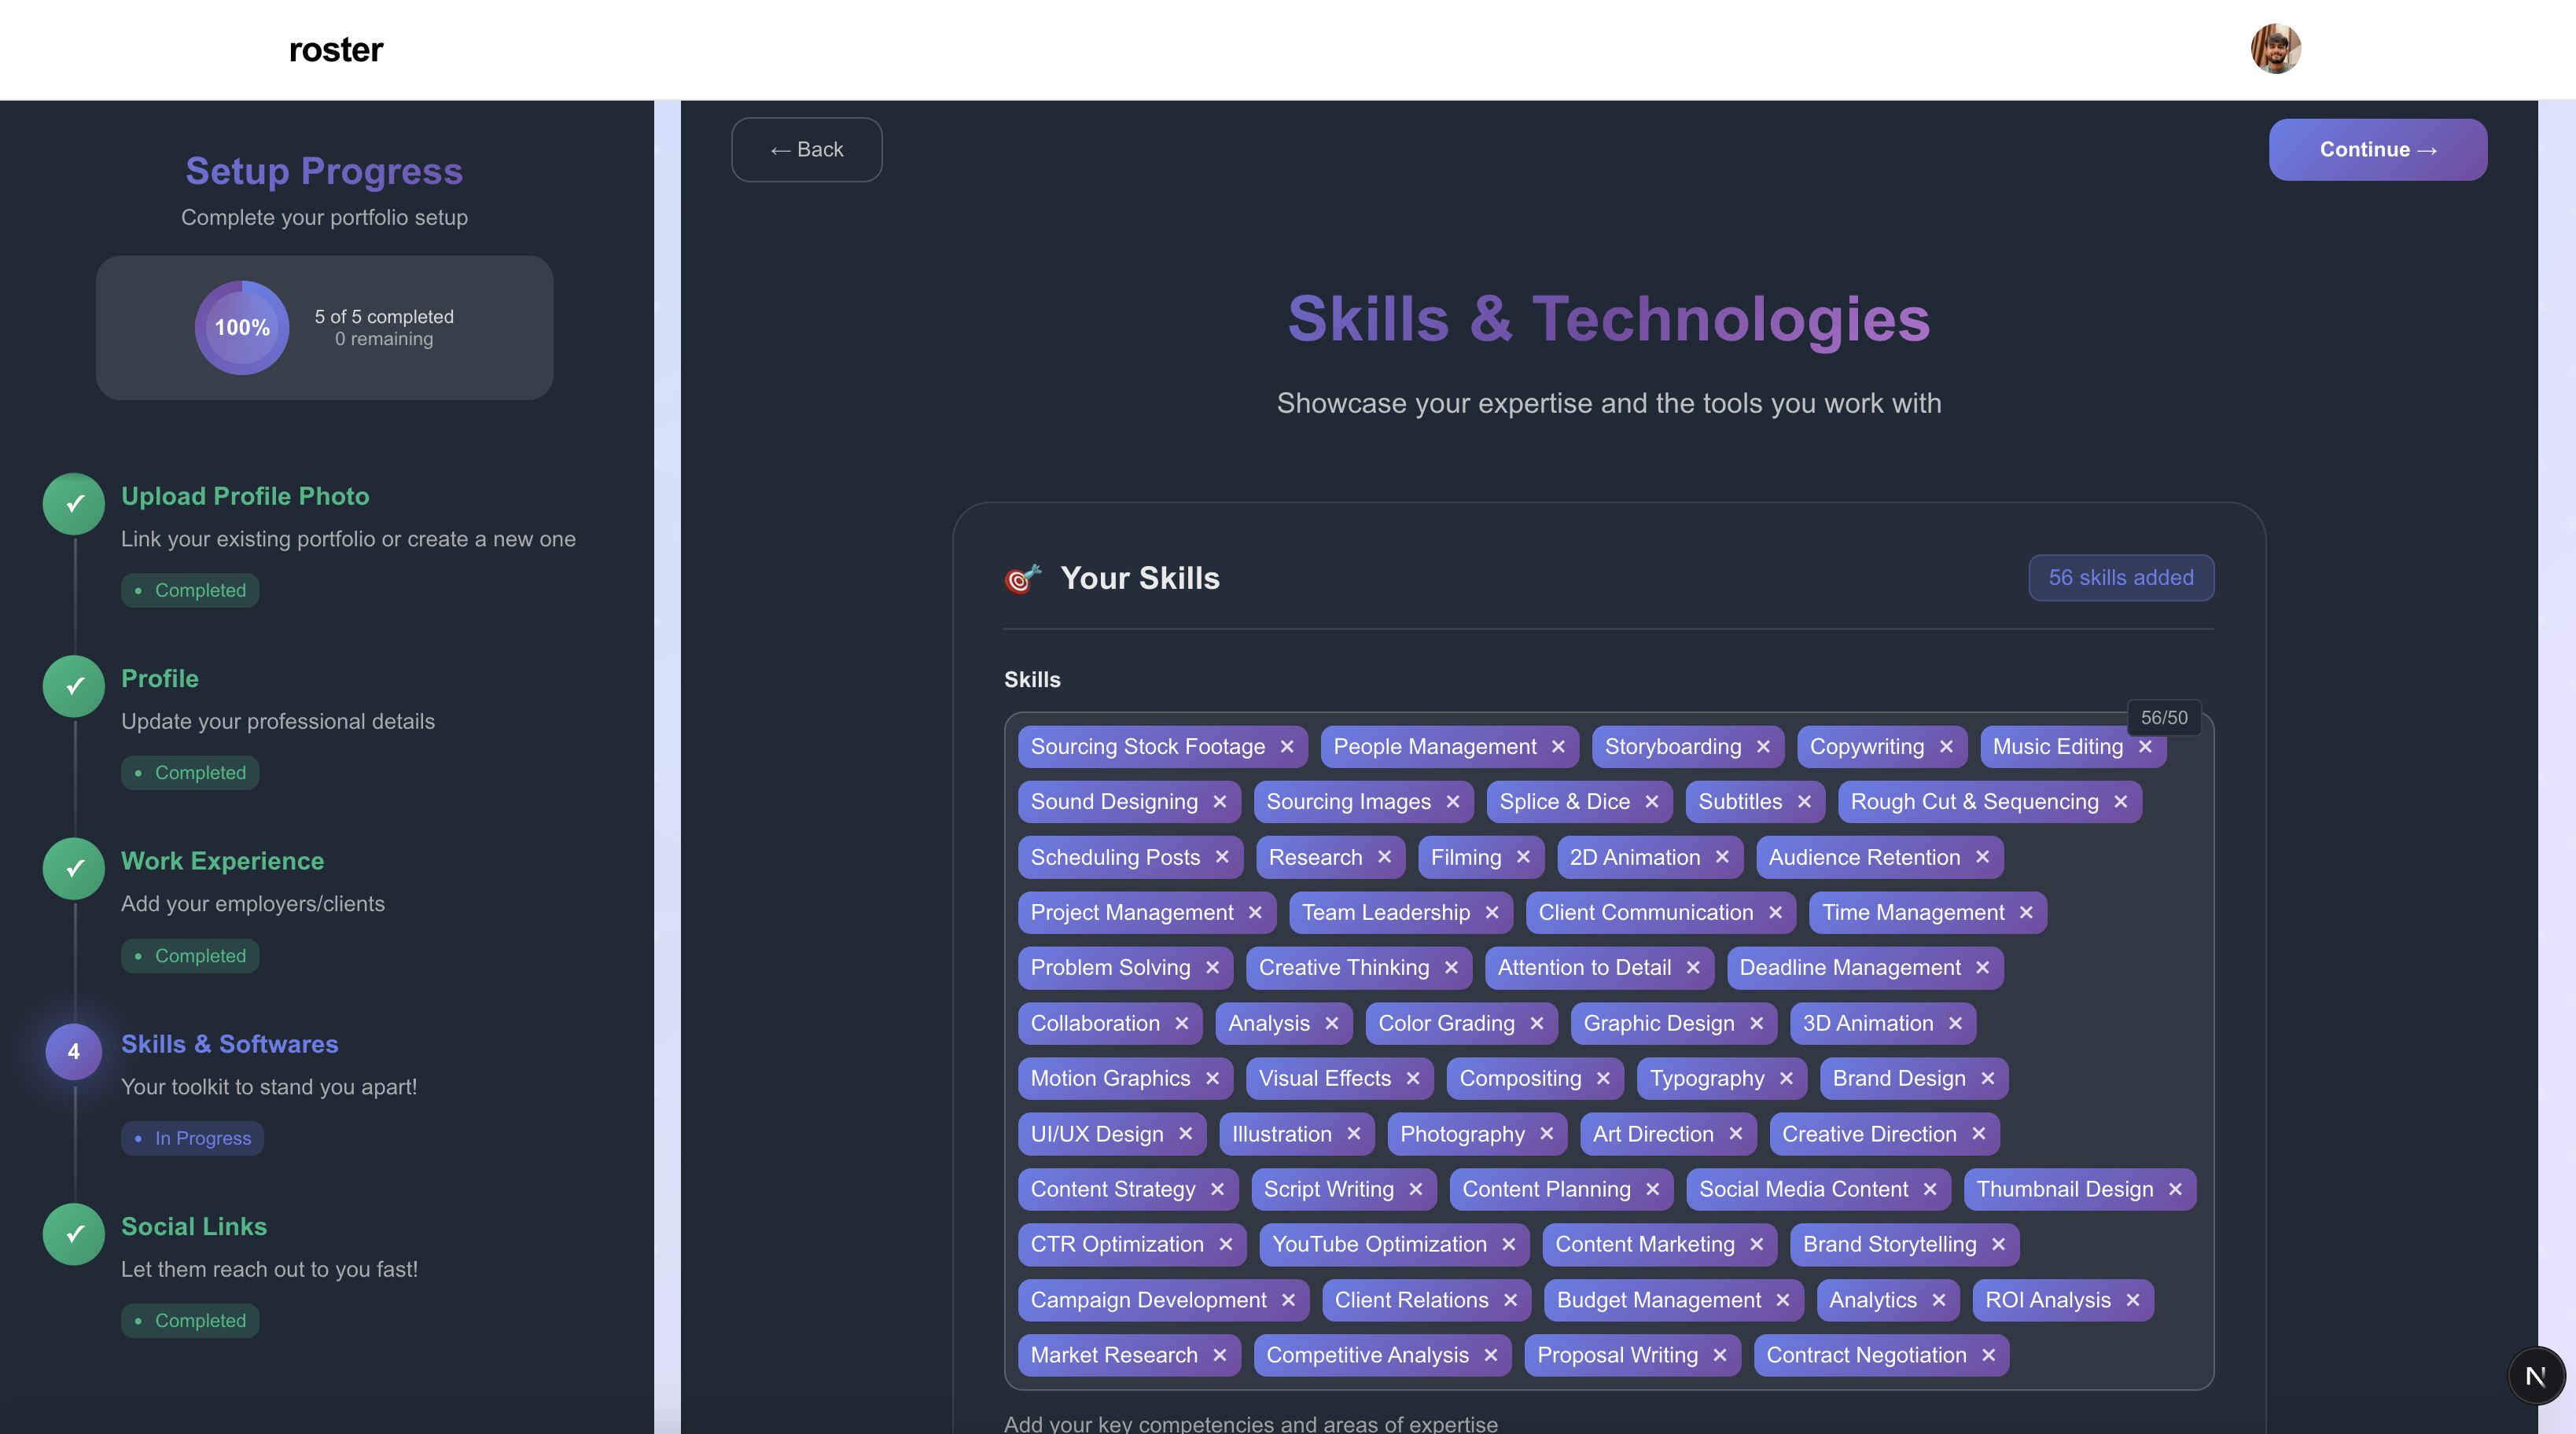 roster
Setup Progress
Complete your portfolio setup
100%
5 of 5 completed
0 remaining
Upload Profile Photo
Link your existing portfolio or create a new one
• Completed
Profile
Update your professional details
• Completed
Work Experience
Add your employers/clients
• Completed
4
Skills & Softwares
Your toolkit to stand you apart!
• In Progress
Social Links
Let them reach out to you fast!
• Completed
← Back
Continue →
Skills & Technologies
Showcase your expertise and the tools you work with
Your Skills
56 skills added
Skills
56/50
Sourcing Stock Footage × People Management × Storyboarding × Copywriting × Music Editing ×
Sound Designing × Sourcing Images × Splice & Dice × Subtitles × Rough Cut & Sequencing ×
Scheduling Posts × Research × Filming × 2D Animation × Audience Retention ×
Project Management × Team Leadership × Client Communication × Time Management ×
Problem Solving × Creative Thinking × Attention to Detail × Deadline Management ×
Collaboration × Analysis × Color Grading × Graphic Design × 3D Animation ×
Motion Graphics × Visual Effects × Compositing × Typography × Brand Design ×
UI/UX Design × Illustration × Photography × Art Direction × Creative Direction ×
Content Strategy × Script Writing × Content Planning × Social Media Content × Thumbnail Design ×
CTR Optimization × YouTube Optimization × Content Marketing × Brand Storytelling ×
Campaign Development × Client Relations × Budget Management × Analytics × ROI Analysis ×
Market Research × Competitive Analysis × Proposal Writing × Contract Negotiation ×
Add your key competencies and areas of expertise
N